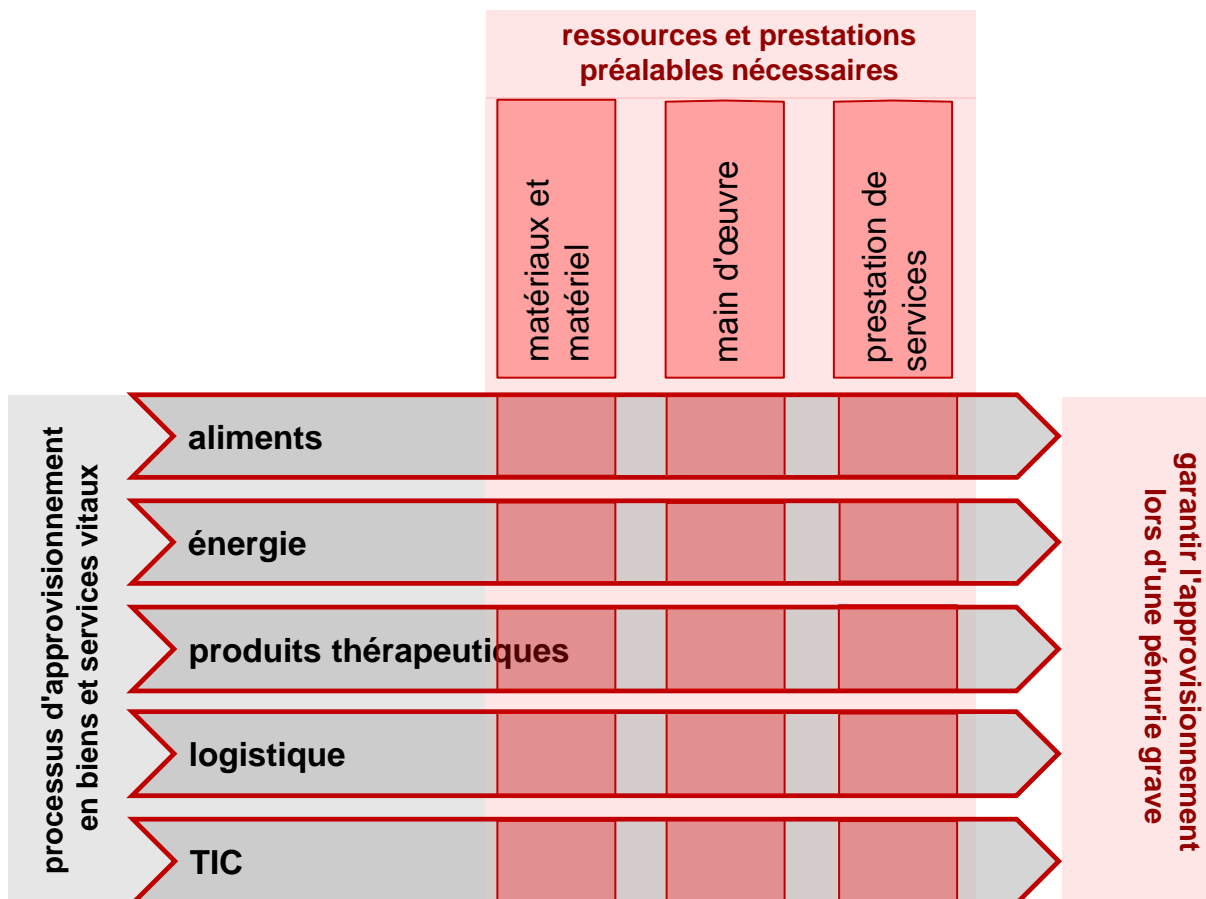 ressources et prestations
préalables nécessaires
matériaux et
matériel
main d'œuvre
prestation de
services
processus d'approvisionnement
en biens et services vitaux
aliments
énergie
produits thérapeutiques
logistique
TIC
garantir l'approvisionnement
lors d'une pénurie grave